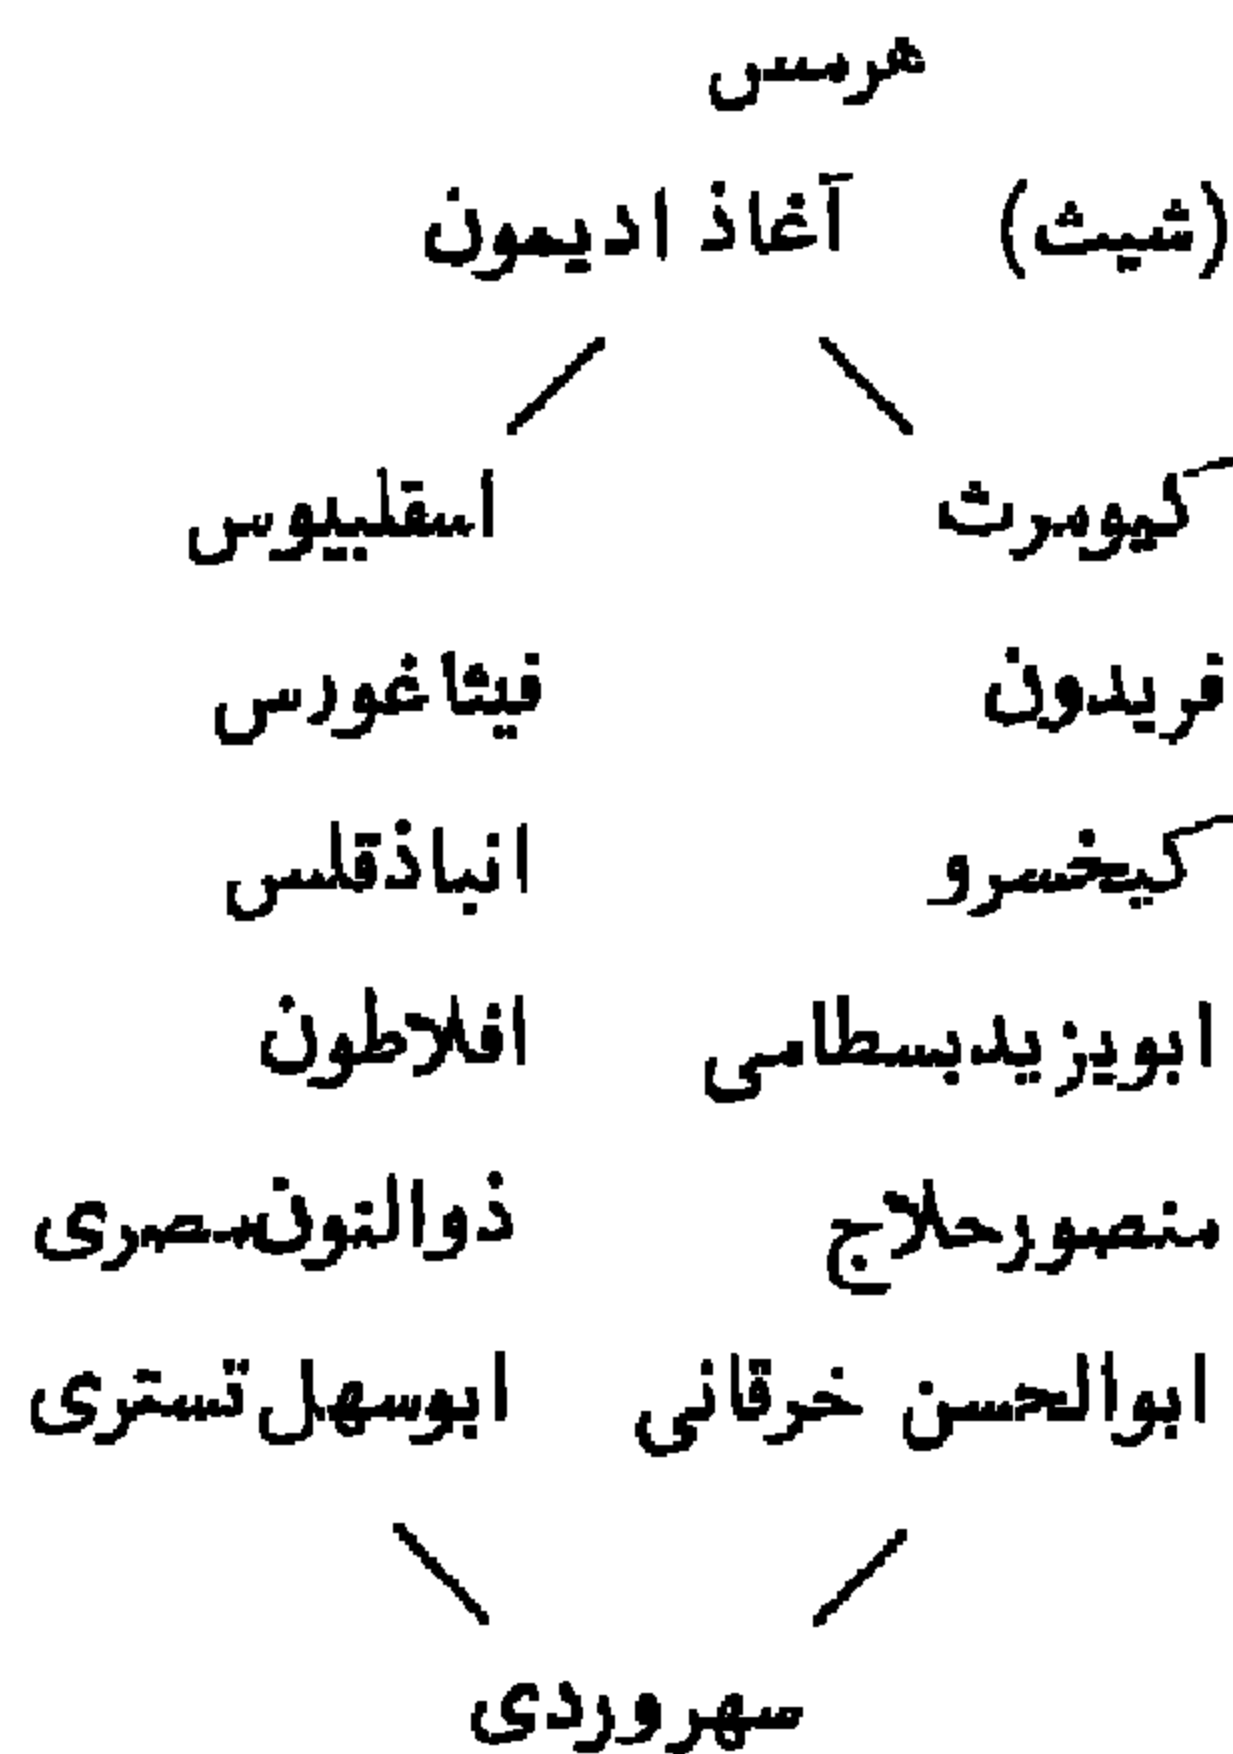 هرمس
(شیث) آغاذ ادیمون
کیومرث اسقلبیوس
فریدون فیثاغورس
کیخسرو انباذقلس
ابویزیدبسطامی افلاطون
منصورحلاج ذوالنون‌مصری
ابوالحسن خرقانی ابوسهل تستری
سهروردی